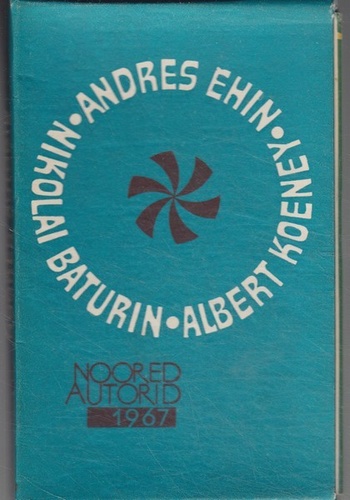 ANDRES EHIN •
ALBERT KOENEY •
NIKOLAI BATURIN •
NOORED
AUTORID
1967